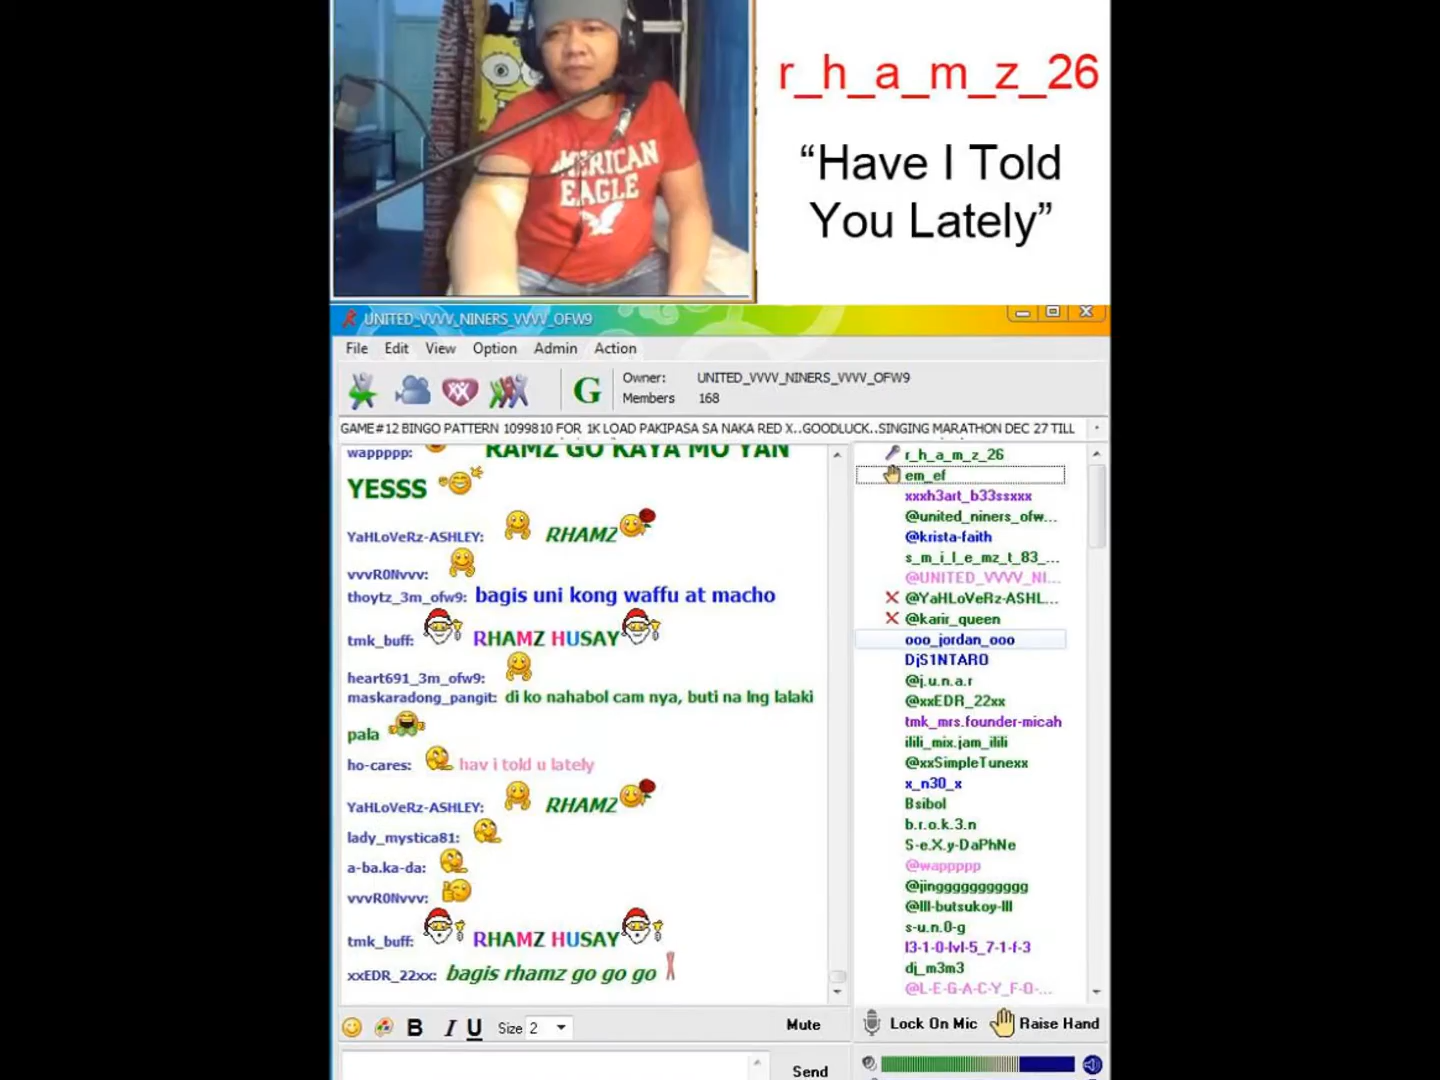 r_h_a_m_z_26
“Have I Told
You Lately”
AMERICAN
EAGLE
UNITED_VVVV_NINERS_VVVV_OFW9
File Edit View Option Admin Action
G
Owner: UNITED_VVVV_NINERS_VVVV_OFW9
Members 168
GAME#12 BINGO PATTERN 1099810 FOR 1K LOAD PAKIPASA SA NAKA RED X..GOODLUCK..SINGING MARATHON DEC 27 TILL
wappppp: RAMZ GO KAYA MO YAN
YESSS
YaHLoVeRz-ASHLEY: RHAMZ
vvvR0Nvvv:
thoytz_3m_ofw9: bagis uni kong waffu at macho
tmk_buff: RHAMZ HUSAY
heart691_3m_ofw9:
maskaradong_pangit: di ko nahabol cam nya, buti na lng lalaki
pala
ho-cares: hav i told u lately
YaHLoVeRz-ASHLEY: RHAMZ
lady_mystica81:
a-ba.ka-da:
vvvR0Nvvv:
tmk_buff: RHAMZ HUSAY
xxEDR_22xx: bagis rhamz go go go
r_h_a_m_z_26
em_ef
xxxh3art_b33ssxxx
@united_niners_ofw...
@krista-faith
s_m_i_l_e_mz_t_83_...
@UNITED_VVVV_NI...
@YaHLoVeRz-ASHL...
@karir_queen
ooo_jordan_ooo
DjS1NTARO
@j.u.n.a.r
@xxEDR_22xx
tmk_mrs.founder-micah
ilili_mix.jam_ilili
@xxSimpleTunexx
x_n30_x
Bsibol
b.r.o.k.3.n
S-e.X.y-DaPhNe
@wappppp
@jinggggggggggg
@lll-butsukoy-lll
s-u.n.0-g
l3-1-0-lvl-5_7-1-f-3
dj_m3m3
@L-E-G-A-C-Y_F-O-...
B I U Size 2 Mute
Lock On Mic Raise Hand
Send